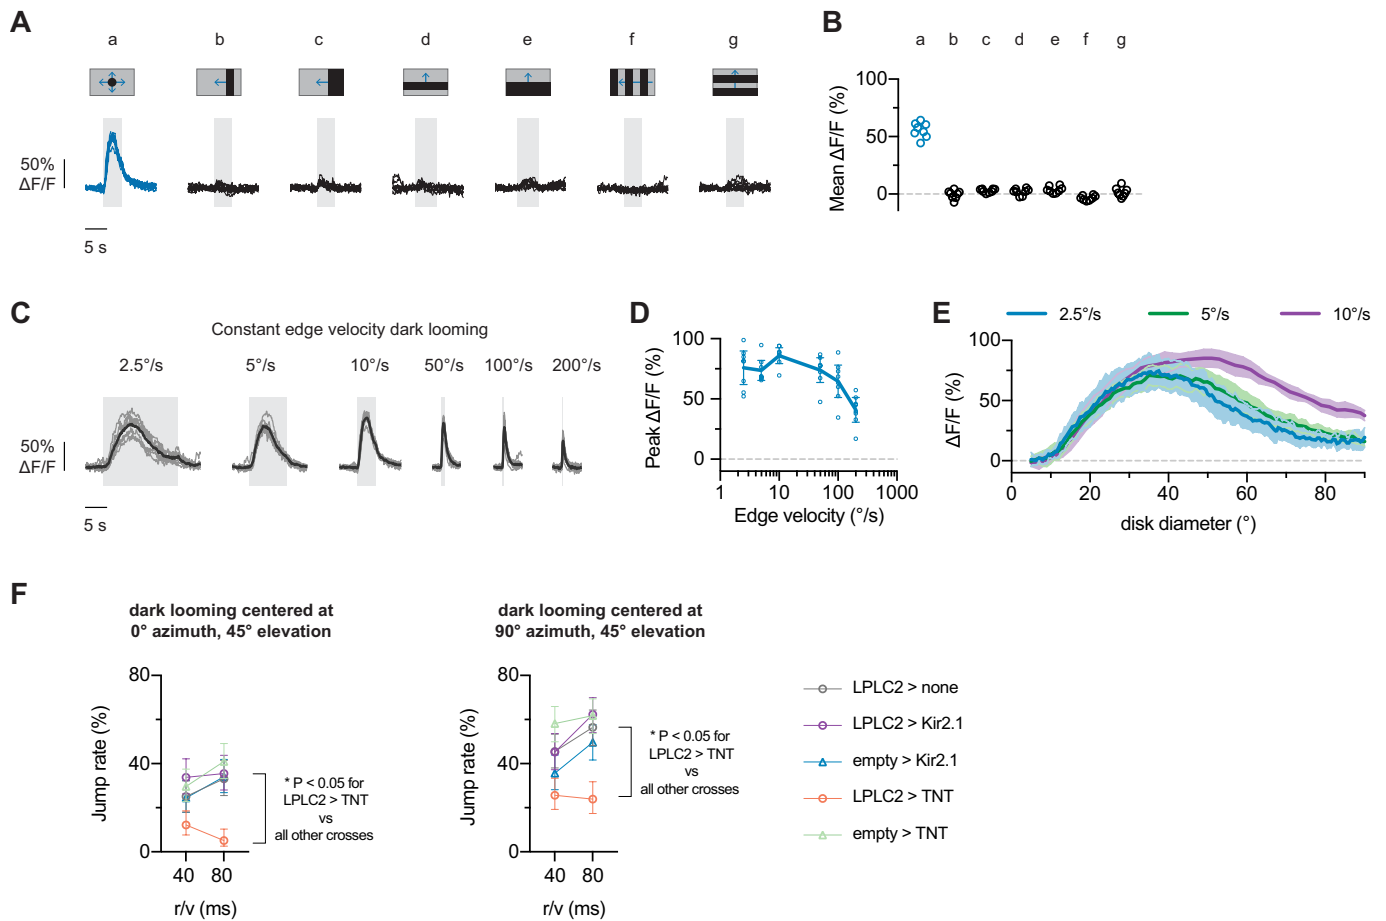 A
a b c d e f g
50%
ΔF/F
5 s
B
a b c d e f g
Mean ΔF/F (%)
100
50
0
C
Constant edge velocity dark looming
2.5°/s 5°/s 10°/s 50°/s 100°/s 200°/s
50%
ΔF/F
5 s
D
Peak ΔF/F (%)
100
50
0
1 10 100 1000
Edge velocity (°/s)
E
2.5°/s 5°/s 10°/s
ΔF/F (%)
100
50
0
0 20 40 60 80
disk diameter (°)
F
dark looming centered at
0° azimuth, 45° elevation
Jump rate (%)
80
40
0
40 80
r/v (ms)
* P < 0.05 for
LPLC2 > TNT
vs
all other crosses
dark looming centered at
90° azimuth, 45° elevation
Jump rate (%)
80
40
0
40 80
r/v (ms)
* P < 0.05 for
LPLC2 > TNT
vs
all other crosses
LPLC2 > none
LPLC2 > Kir2.1
empty > Kir2.1
LPLC2 > TNT
empty > TNT